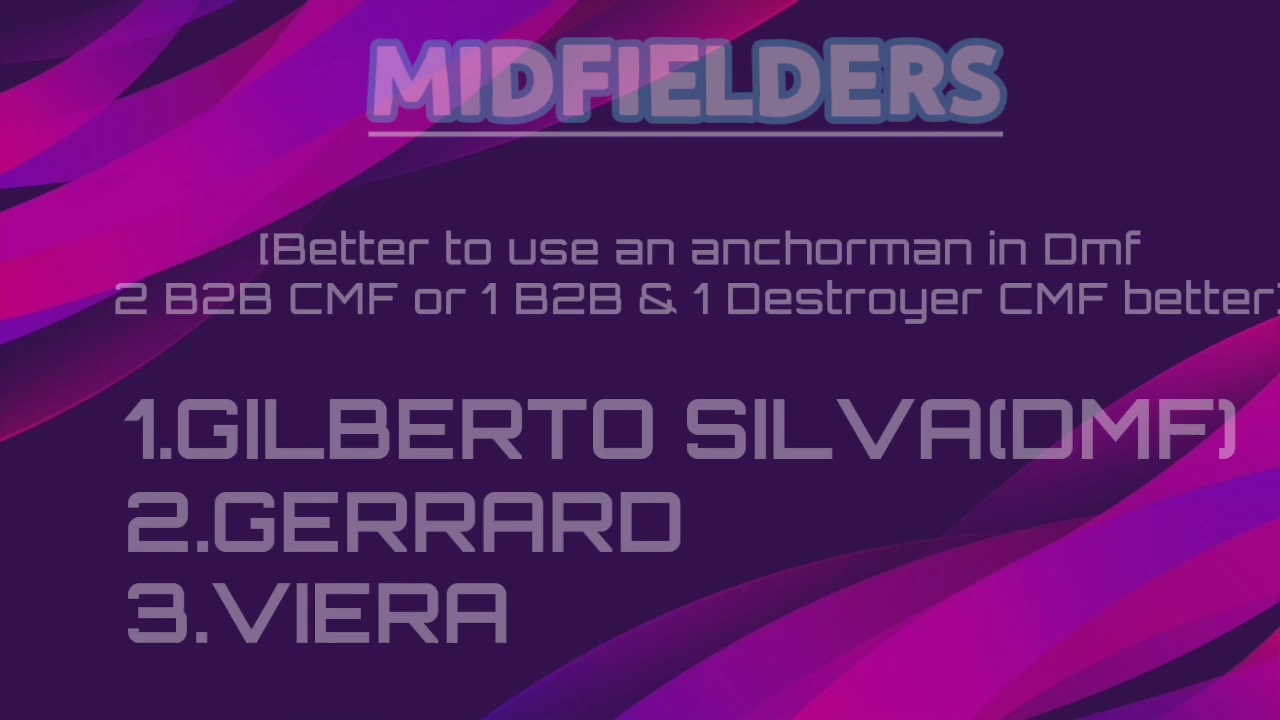 MIDFIELDERS
[Better to use an anchorman in Dmf
2 B2B CMF or 1 B2B & 1 Destroyer CMF better]
1.GILBERTO SILVA(DMF)
2.GERRARD
3.VIERA